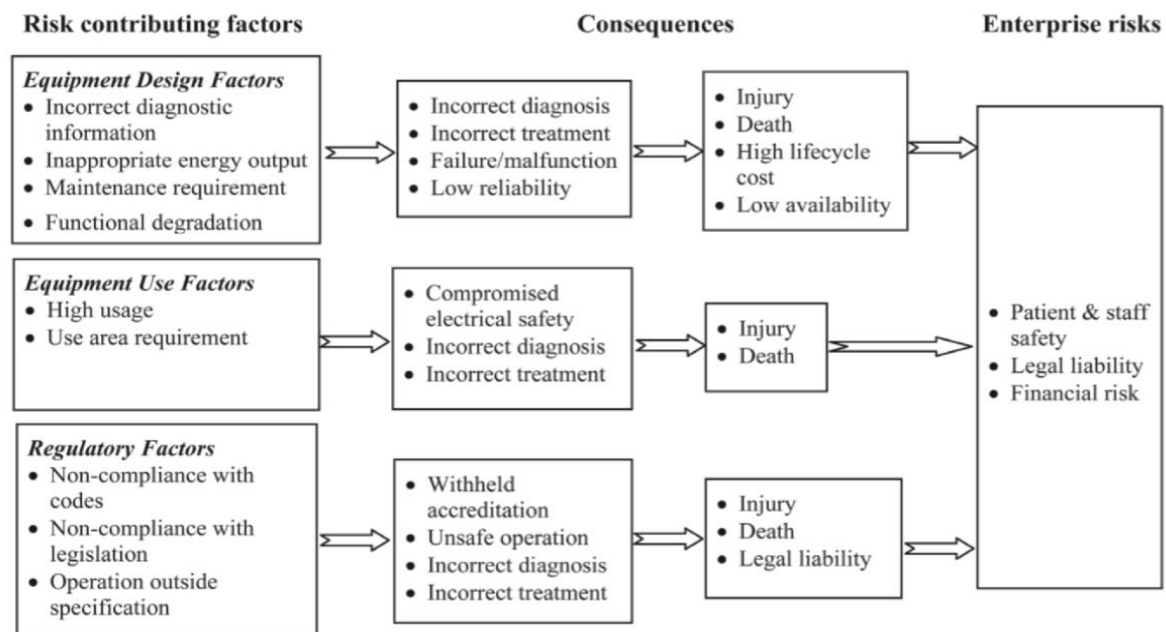 Risk contributing factors
Consequences
Enterprise risks
Equipment Design Factors
• Incorrect diagnostic
information
• Inappropriate energy output
• Maintenance requirement
• Functional degradation
• Incorrect diagnosis
• Incorrect treatment
• Failure/malfunction
• Low reliability
• Injury
• Death
• High lifecycle
cost
• Low availability
Equipment Use Factors
• High usage
• Use area requirement
• Compromised
electrical safety
• Incorrect diagnosis
• Incorrect treatment
• Injury
• Death
Regulatory Factors
• Non-compliance with
codes
• Non-compliance with
legislation
• Operation outside
specification
• Withheld
accreditation
• Unsafe operation
• Incorrect diagnosis
• Incorrect treatment
• Injury
• Death
• Legal liability
• Patient & staff
safety
• Legal liability
• Financial risk